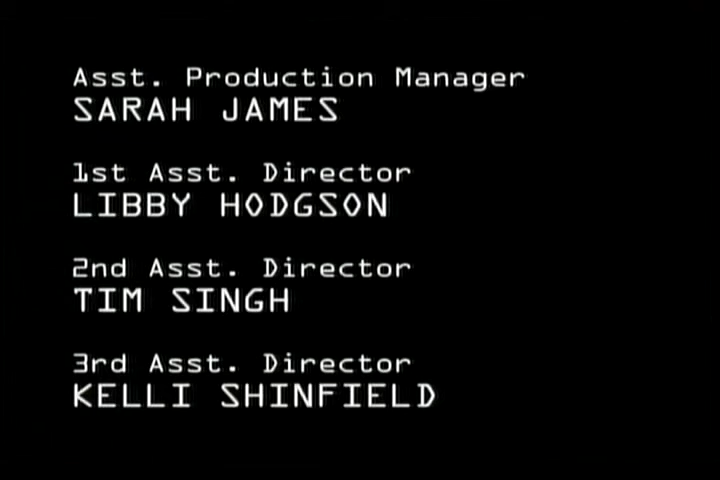 Asst. Production Manager
SARAH JAMES
1st Asst. Director
LIBBY HODGSON
2nd Asst. Director
TIM SINGH
3rd Asst. Director
KELLI SHINFIELD